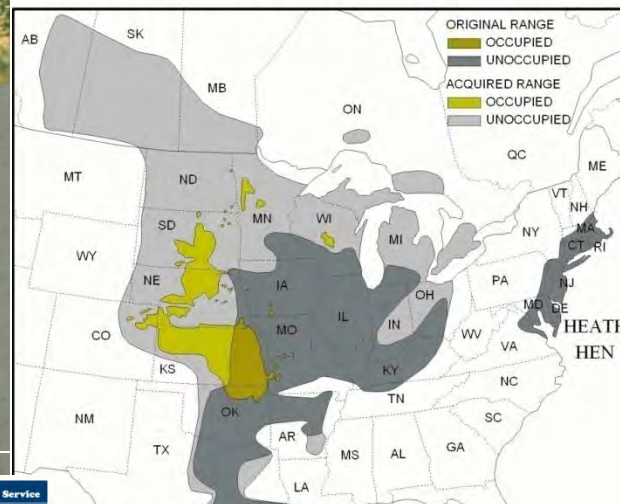 ORIGINAL RANGE
OCCUPIED
UNOCCUPIED
ACQUIRED RANGE
OCCUPIED
UNOCCUPIED
AB
SK
MB
ON
QC
ME
VT
NH
MA
CT
RI
NY
MT
ND
MN
WI
MI
SD
WY
NE
IA
PA
NJ
OH
IL
IN
MD
DE
CO
MO
WV
VA
HEATH
HEN
KS
KY
NC
TN
OK
AR
SC
NM
TX
MS
AL
GA
LA
Service